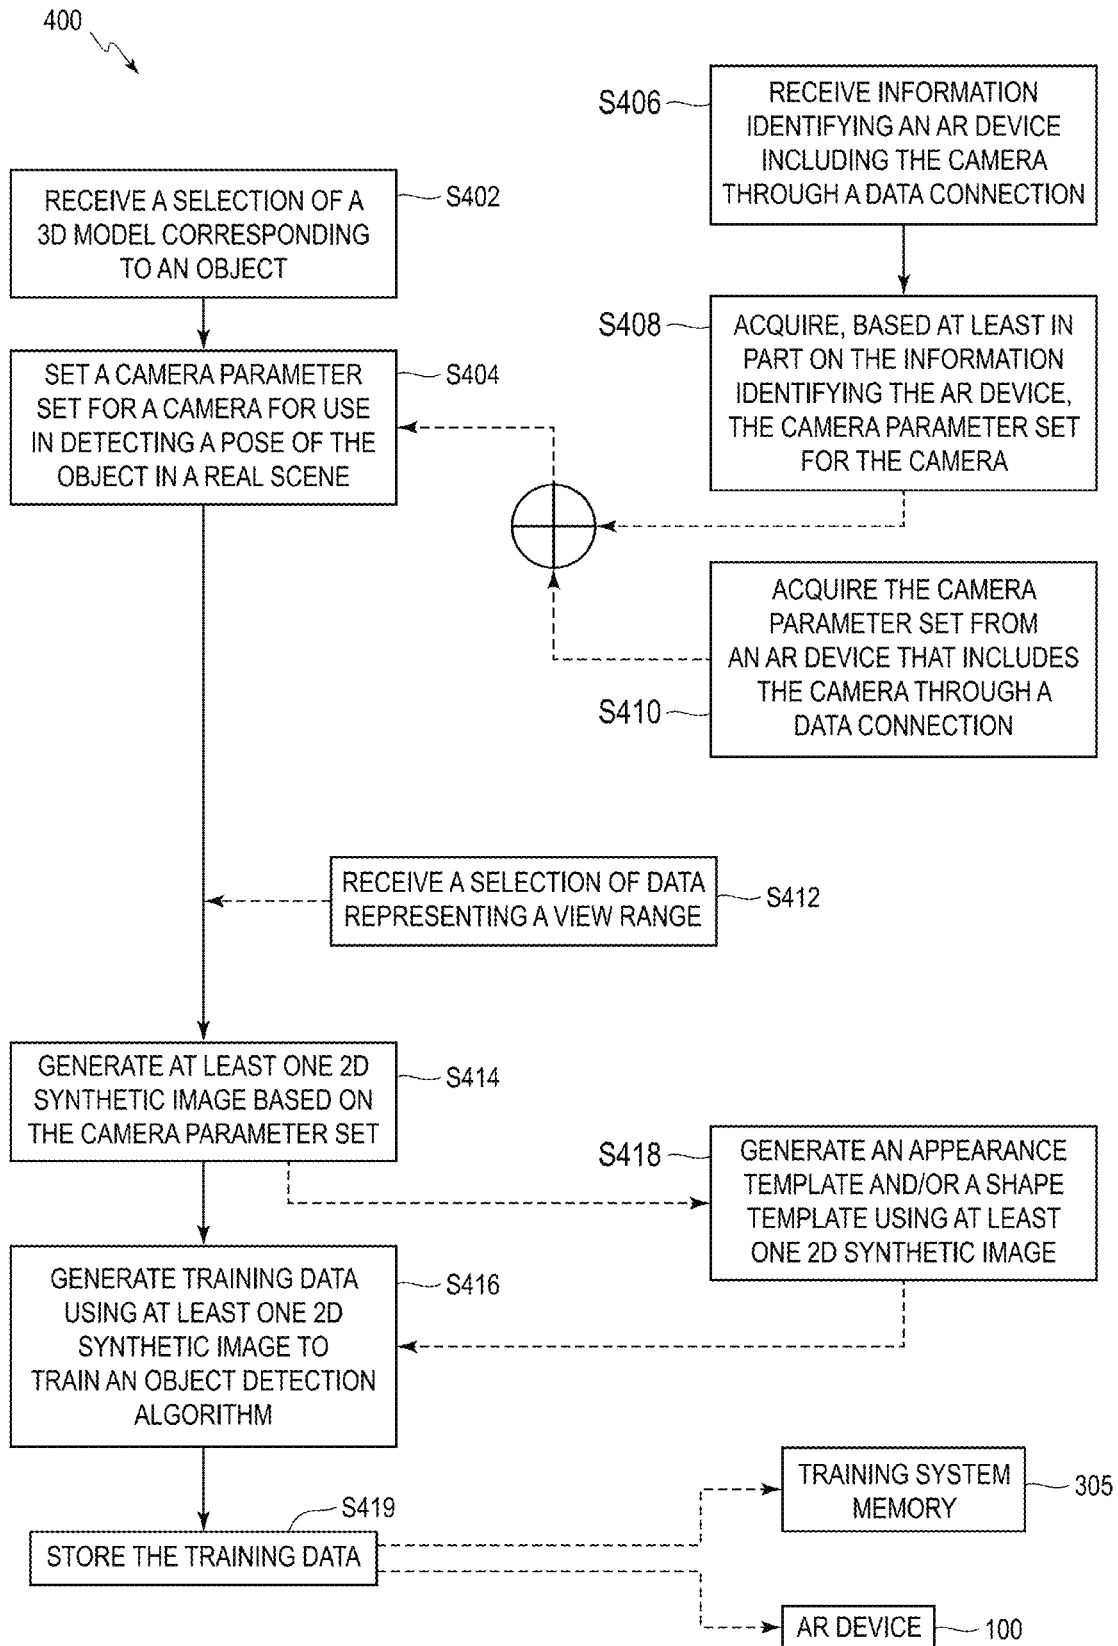 400
RECEIVE INFORMATION
IDENTIFYING AN AR DEVICE
INCLUDING THE CAMERA
THROUGH A DATA CONNECTION
S406
RECEIVE A SELECTION OF A
3D MODEL CORRESPONDING
TO AN OBJECT
S402
SET A CAMERA PARAMETER
SET FOR A CAMERA FOR USE
IN DETECTING A POSE OF THE
OBJECT IN A REAL SCENE
S404
S408
ACQUIRE, BASED AT LEAST IN
PART ON THE INFORMATION
IDENTIFYING THE AR DEVICE,
THE CAMERA PARAMETER SET
FOR THE CAMERA
ACQUIRE THE CAMERA
PARAMETER SET FROM
AN AR DEVICE THAT INCLUDES
THE CAMERA THROUGH A
DATA CONNECTION
S410
RECEIVE A SELECTION OF DATA
REPRESENTING A VIEW RANGE
S412
GENERATE AT LEAST ONE 2D
SYNTHETIC IMAGE BASED ON
THE CAMERA PARAMETER SET
S414
S418
GENERATE AN APPEARANCE
TEMPLATE AND/OR A SHAPE
TEMPLATE USING AT LEAST
ONE 2D SYNTHETIC IMAGE
GENERATE TRAINING DATA
USING AT LEAST ONE 2D
SYNTHETIC IMAGE TO
TRAIN AN OBJECT DETECTION
ALGORITHM
S416
S419
STORE THE TRAINING DATA
TRAINING SYSTEM
MEMORY
305
AR DEVICE
100